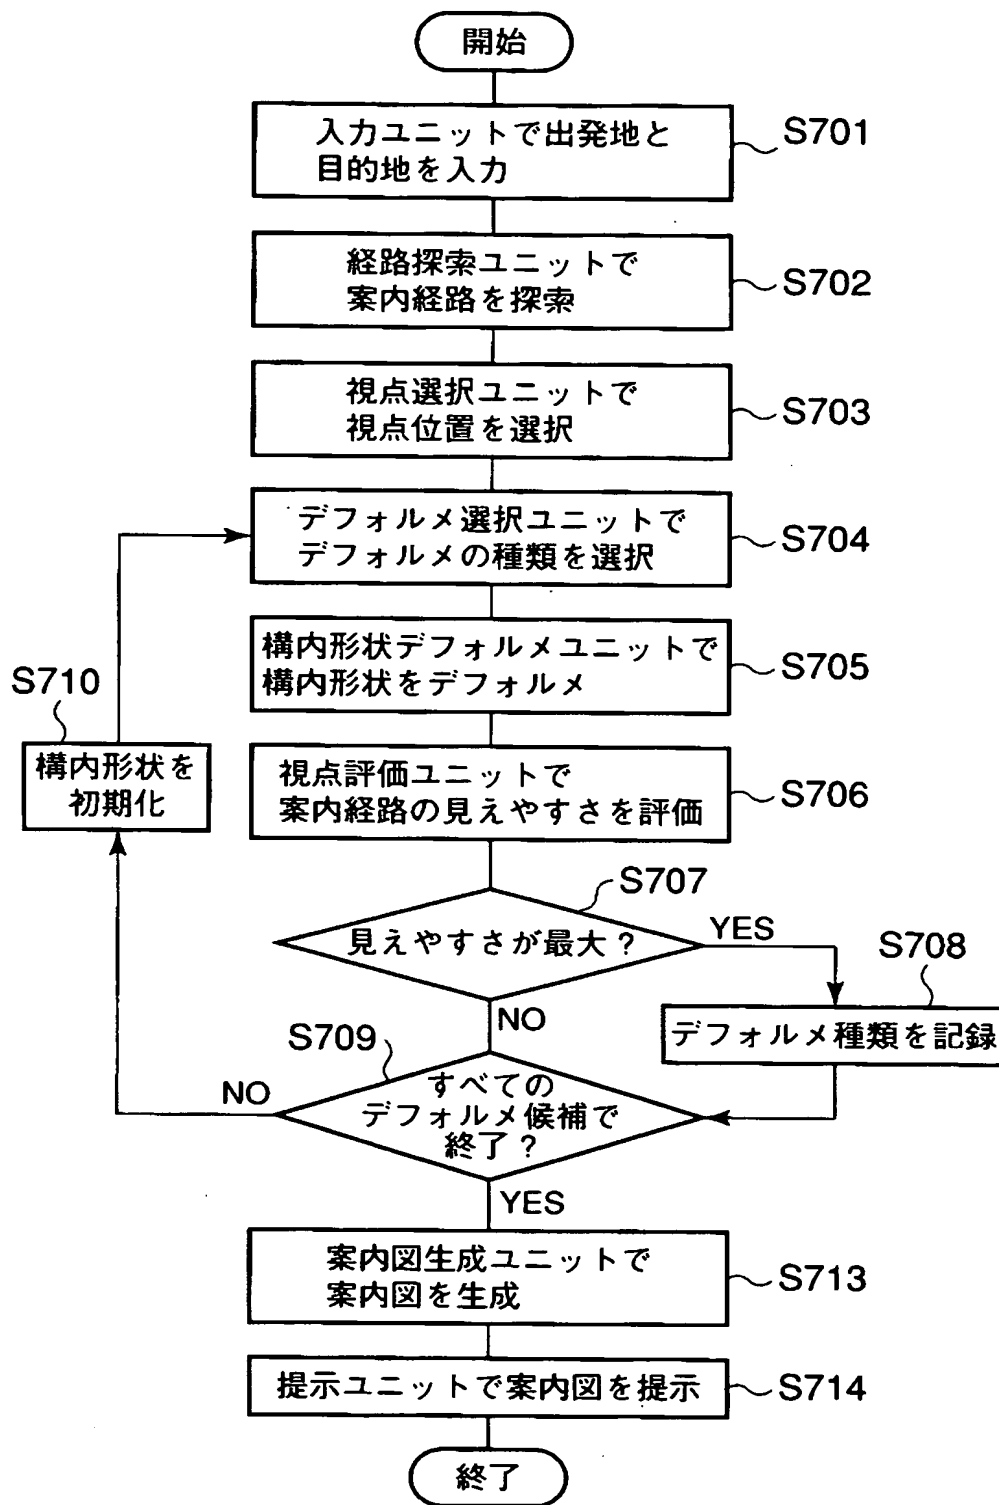 開始
入力ユニットで出発地と
目的地を入力
S701
経路探索ユニットで
案内経路を探索
S702
視点選択ユニットで
視点位置を選択
S703
デフォルメ選択ユニットで
デフォルメの種類を選択
S704
構内形状デフォルメユニットで
構内形状をデフォルメ
S705
S710
構内形状を
初期化
視点評価ユニットで
案内経路の見えやすさを評価
S706
S707
見えやすさが最大?
YES
S708
デフォルメ種類を記録
NO
S709
すべての
デフォルメ候補で
終了?
NO
YES
案内図生成ユニットで
案内図を生成
S713
提示ユニットで案内図を提示
S714
終了